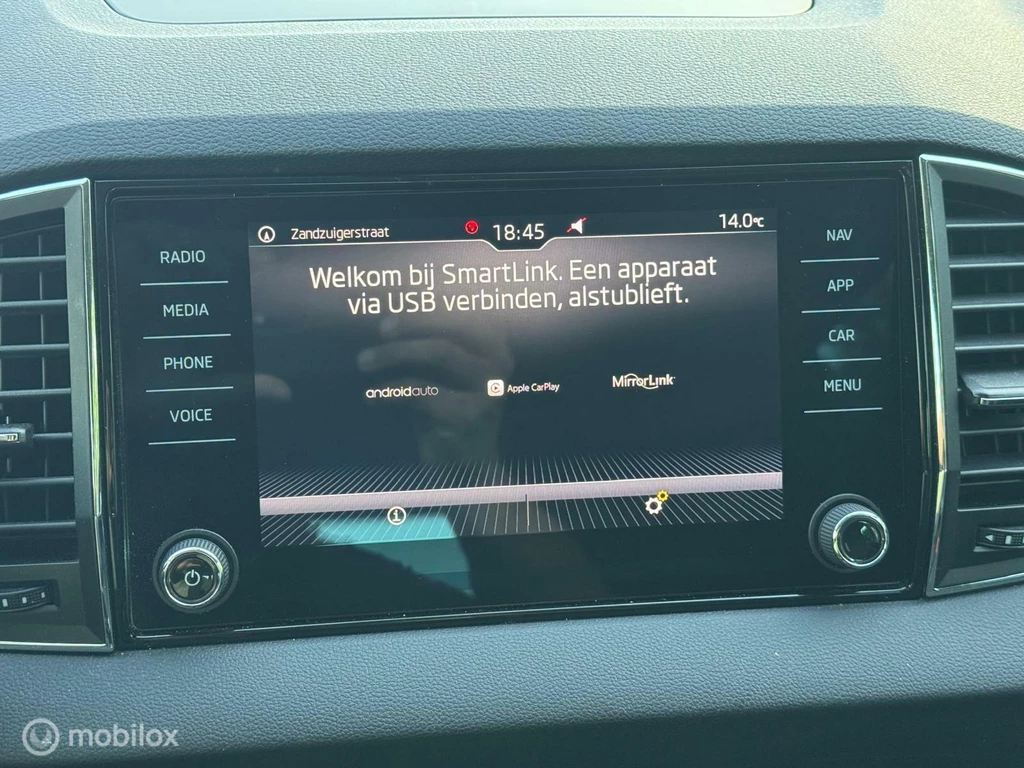 Zandzuigerstraat 18:45 14.0°C
Welkom bij SmartLink. Een apparaat
via USB verbinden, alstublieft.
androidauto Apple CarPlay MirrorLink
RADIO
MEDIA
PHONE
VOICE
NAV
APP
CAR
MENU
mobilox